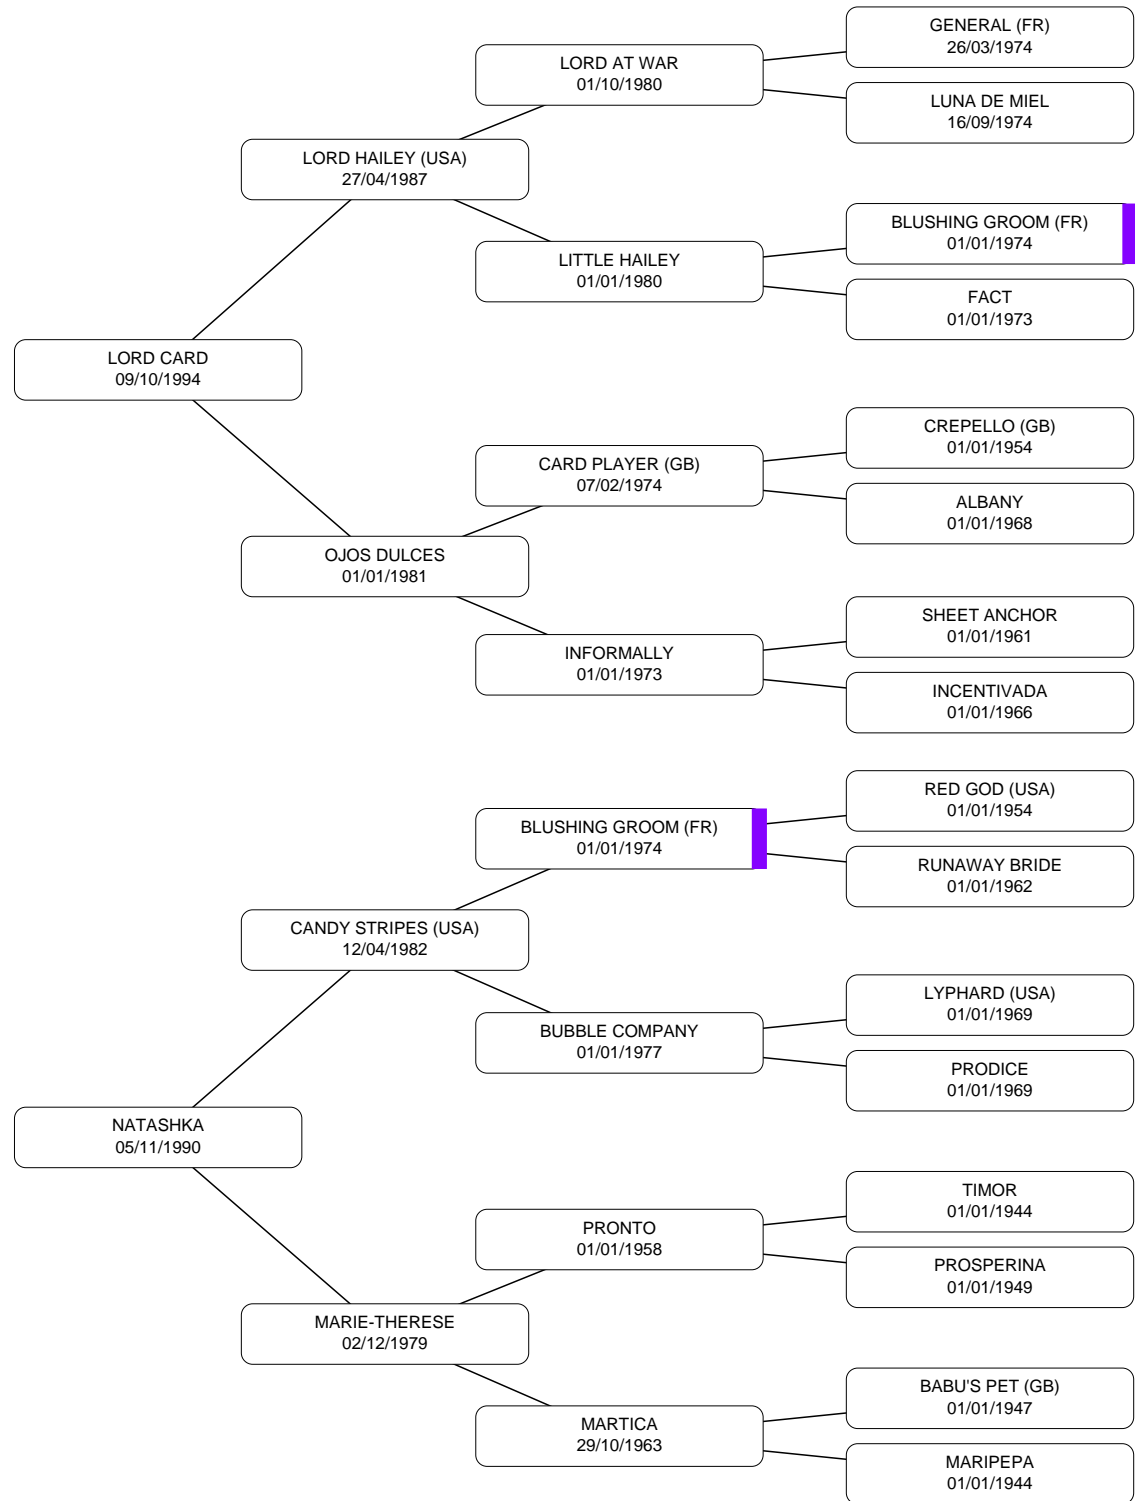 GENERAL (FR)
26/03/1974
LORD AT WAR
01/10/1980
LUNA DE MIEL
16/09/1974
LORD HAILEY (USA)
27/04/1987
BLUSHING GROOM (FR)
01/01/1974
LITTLE HAILEY
01/01/1980
FACT
01/01/1973
LORD CARD
09/10/1994
CREPELLO (GB)
01/01/1954
CARD PLAYER (GB)
07/02/1974
ALBANY
01/01/1968
OJOS DULCES
01/01/1981
SHEET ANCHOR
01/01/1961
INFORMALLY
01/01/1973
INCENTIVADA
01/01/1966
RED GOD (USA)
01/01/1954
BLUSHING GROOM (FR)
01/01/1974
RUNAWAY BRIDE
01/01/1962
CANDY STRIPES (USA)
12/04/1982
LYPHARD (USA)
01/01/1969
BUBBLE COMPANY
01/01/1977
PRODICE
01/01/1969
NATASHKA
05/11/1990
TIMOR
01/01/1944
PRONTO
01/01/1958
PROSPERINA
01/01/1949
MARIE-THERESE
02/12/1979
BABU'S PET (GB)
01/01/1947
MARTICA
29/10/1963
MARIPEPA
01/01/1944